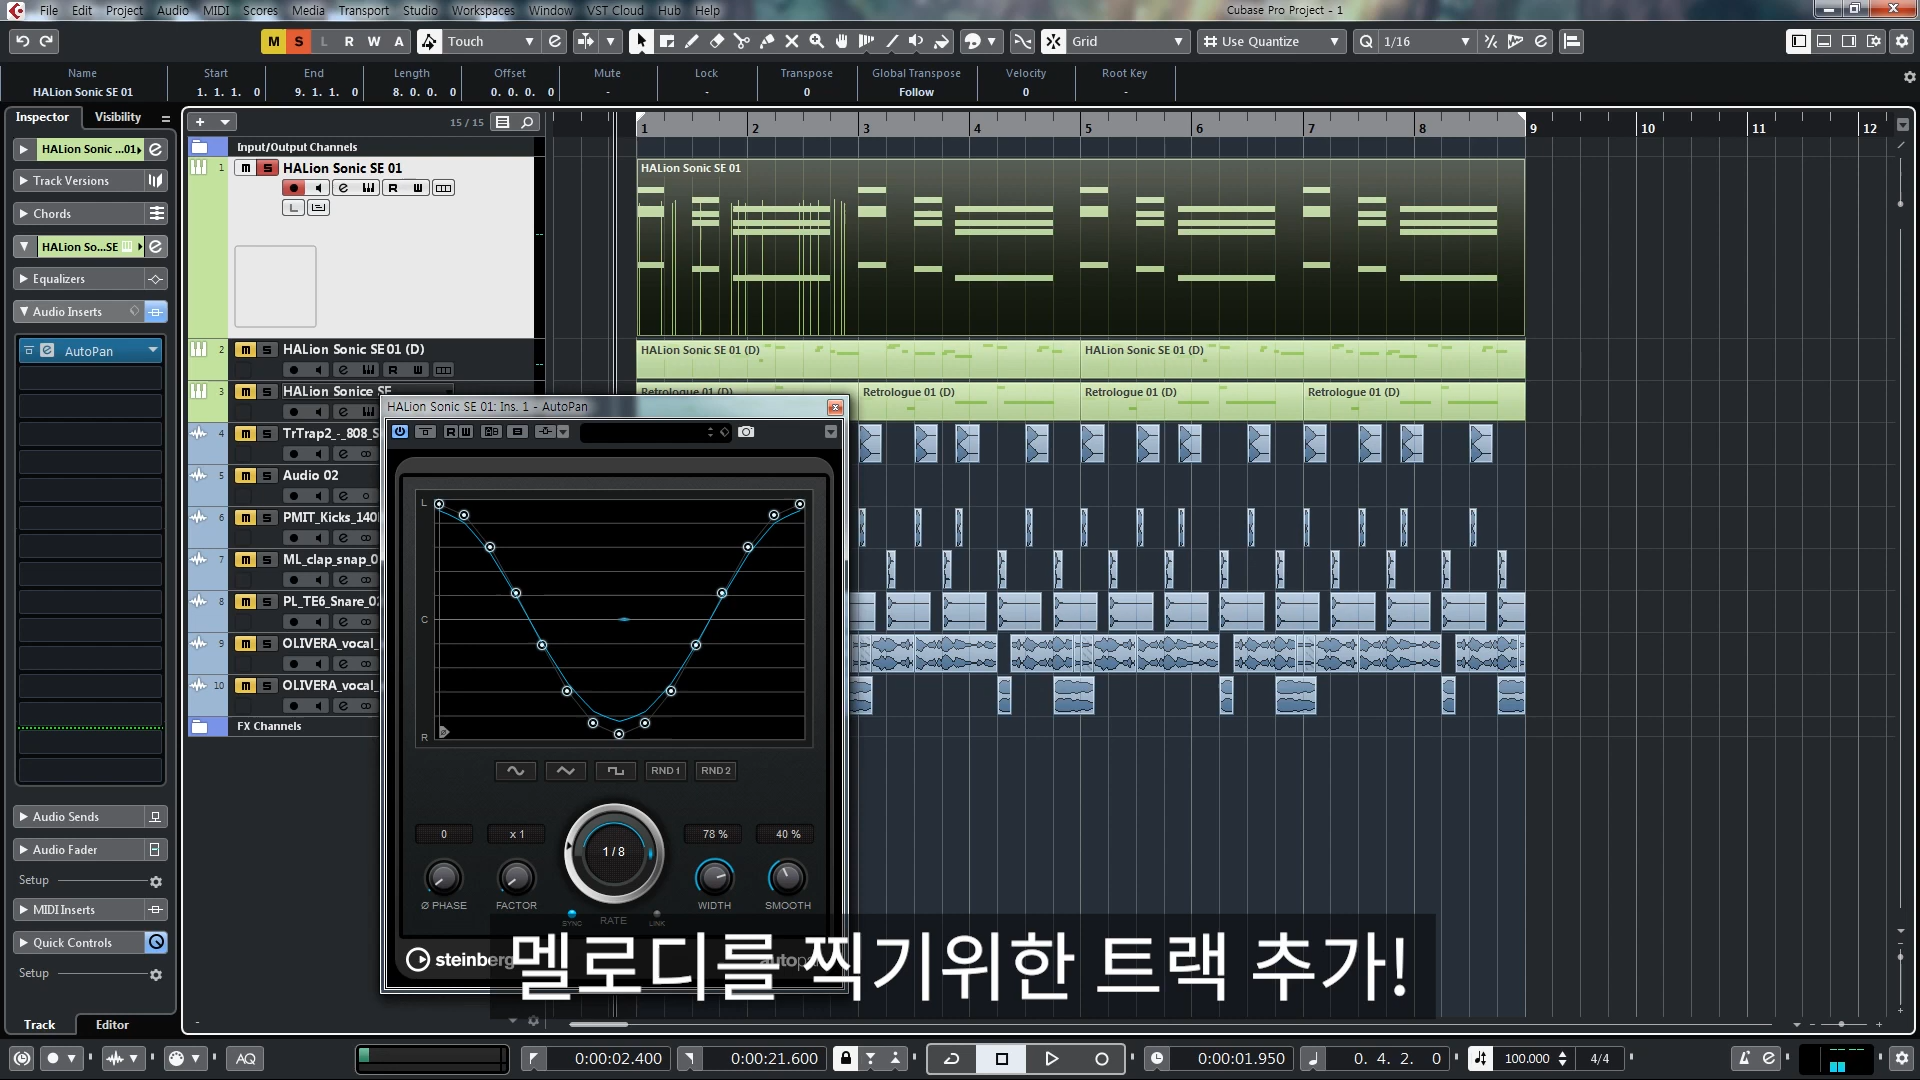 File Edit Project Audio MIDI Scores Media Transport Studio Workspaces Window VST Cloud Hub Help
Cubase Pro Project - 1
M S L R W A Touch Grid Use Quantize Q 1/16
Name Start End Length Offset Mute Lock Transpose Global Transpose Velocity Root Key
HALion Sonic SE 01 1. 1. 1. 0 9. 1. 1. 0 8. 0. 0. 0 0. 0. 0. 0 - - 0 Follow 0 -
Inspector Visibility
15 / 15
1 2 3 4 5 6 7 8 9 10 11 12
HALion Sonic ...01
Track Versions
Chords
HALion So...SE
Equalizers
Audio Inserts
AutoPan
Audio Sends
Audio Fader
Setup
MIDI Inserts
Quick Controls
Setup
Track Editor
Input/Output Channels
1 m S HALion Sonic SE 01
R W
L
2 m S HALion Sonic SE01 (D)
R W
3 m S HALion Sonice SE
4 m S TrTrap2_-_808_S
5 m S Audio 02
6 m S PMIT_Kicks_140
7 m S ML_clap_snap_0
8 m S PL_TE6_Snare_02
9 m S OLIVERA_vocal_
10 m S OLIVERA_vocal_
FX Channels
HALion Sonic SE 01
HALion Sonic SE 01 (D) HALion Sonic SE 01 (D)
Retrologue 01 (D) Retrologue 01 (D) Retrologue 01 (D) Retrologue 01 (D)
HALion Sonic SE 01: Ins. 1 - AutoPan
R W
L
C
R
RND 1 RND 2
0 x 1 1 / 8 78 % 40 %
Ø PHASE FACTOR WIDTH SMOOTH
SYNC RATE LINK
steinberg autopan
멜로디를 찍기위한 트랙 추가!
AQ 0:00:02.400 0:00:21.600 0:00:01.950 0. 4. 2. 0 100.000 4/4